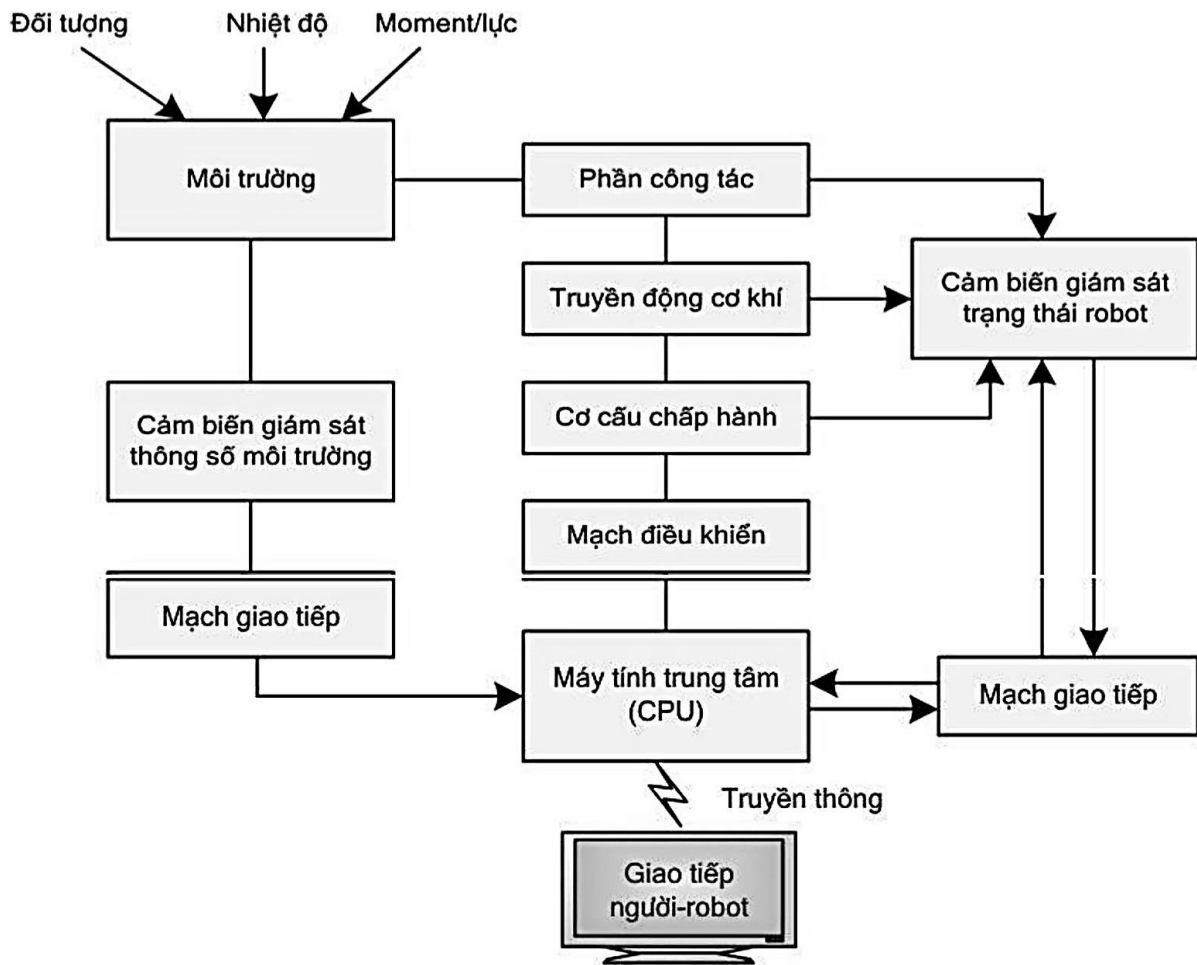 Đối tượng
Nhiệt độ
Moment/lực
Môi trường
Phần công tác
Truyền động cơ khí
Cảm biến giám sát
trạng thái robot
Cảm biến giám sát
thông số môi trường
Cơ cấu chấp hành
Mạch điều khiển
Mạch giao tiếp
Máy tính trung tâm
(CPU)
Mạch giao tiếp
Truyền thông
Giao tiếp
người-robot